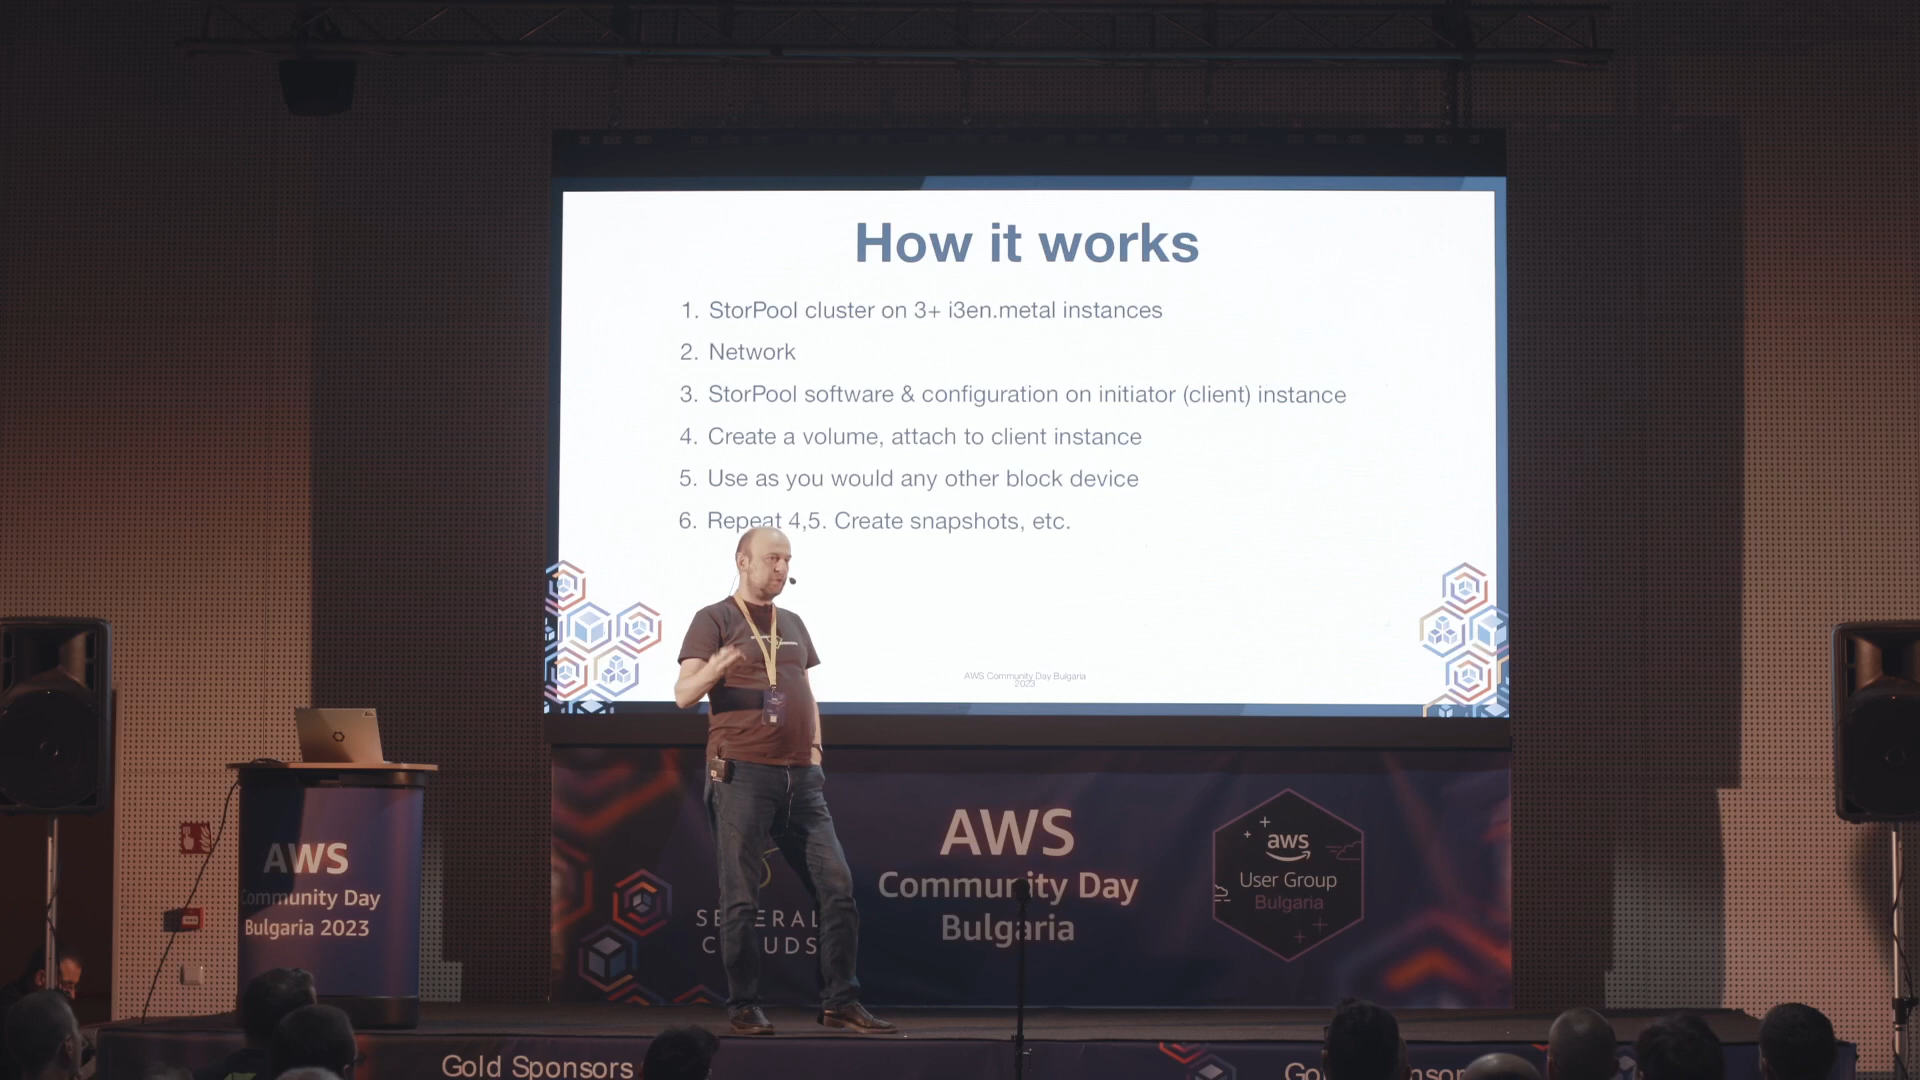 How it works
1. StorPool cluster on 3+ i3en.metal instances
2. Network
3. StorPool software & configuration on initiator (client) instance
4. Create a volume, attach to client instance
5. Use as you would any other block device
6. Repeat 4,5. Create snapshots, etc.
AWS Community Day Bulgaria
2023
AWS
Community Day
Bulgaria 2023
AWS
Community Day
Bulgaria
aws
User Group
Bulgaria
Gold Sponsors